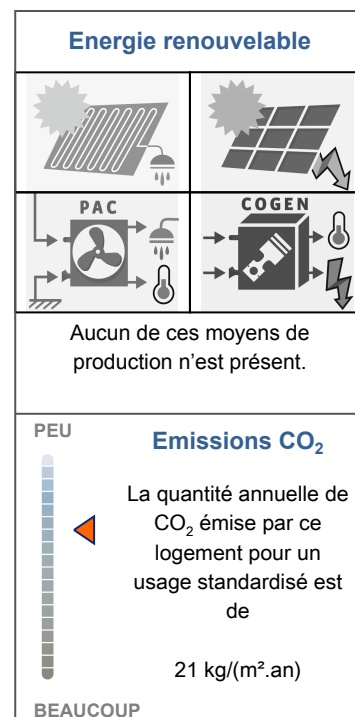 Energie renouvelable
PAC
COGEN
Aucun de ces moyens de
production n'est présent.
PEU
Emissions CO₂
La quantité annuelle de
CO₂ émise par ce
logement pour un
usage standardisé est
de
21 kg/(m².an)
BEAUCOUP